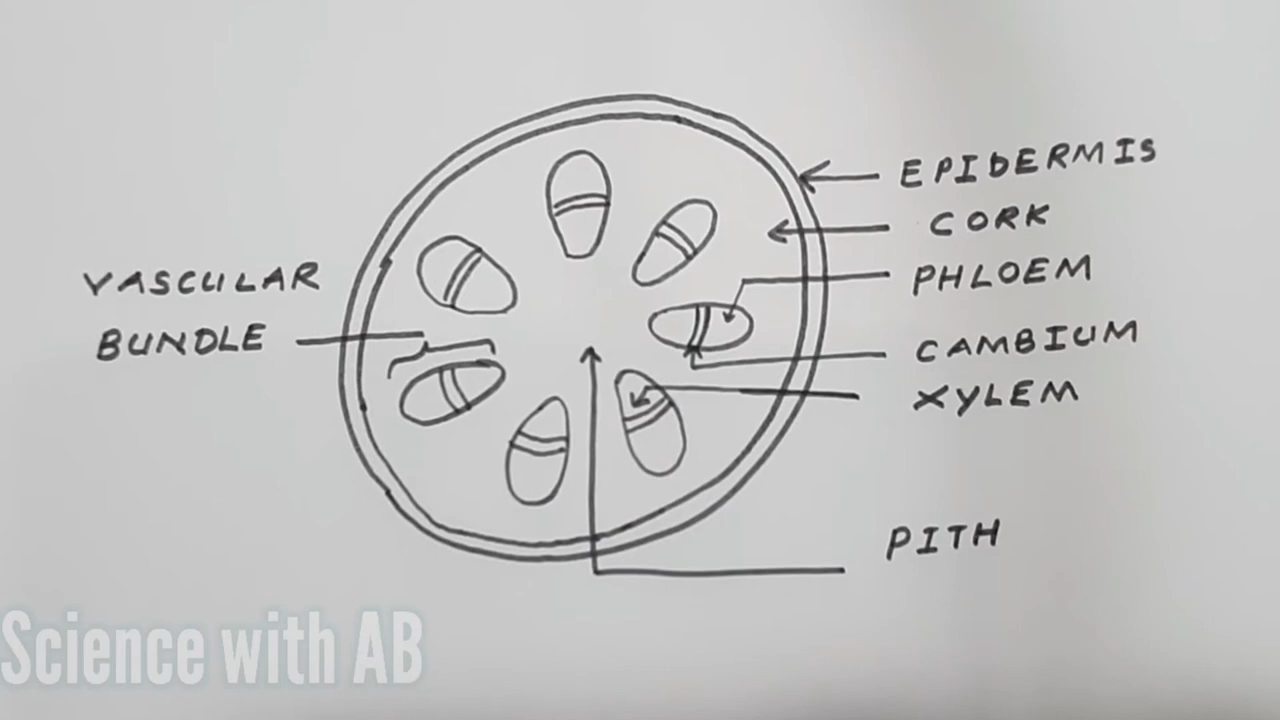 EPIDERMIS
CORK
VASCULAR
BUNDLE
PHLOEM
CAMBIUM
XYLEM
PITH
Science with AB